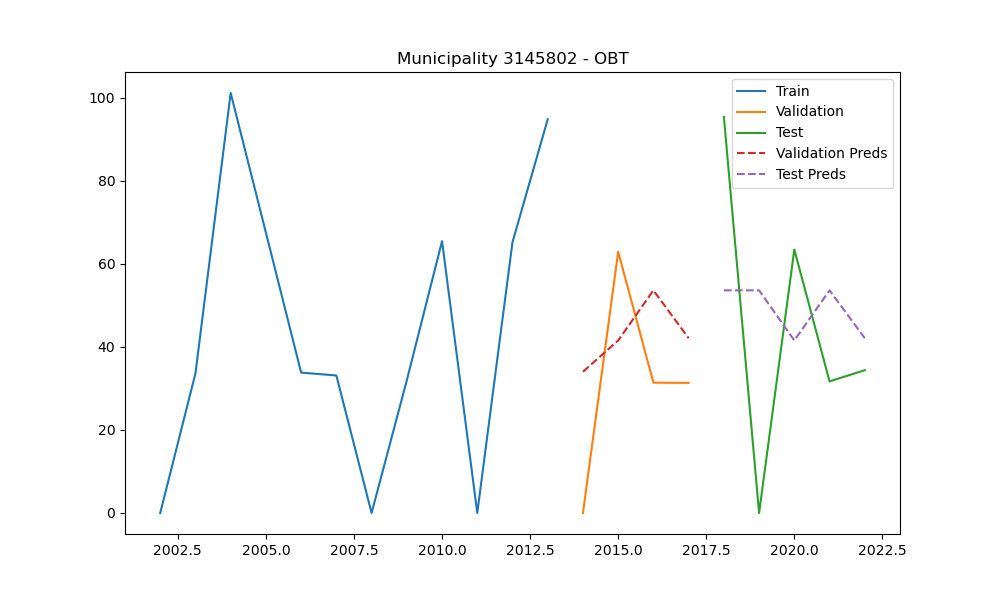 Municipality 3145802 - OBT
Train
Validation
Test
Validation Preds
Test Preds
100
80
60
40
20
0
2002.5 2005.0 2007.5 2010.0 2012.5 2015.0 2017.5 2020.0 2022.5